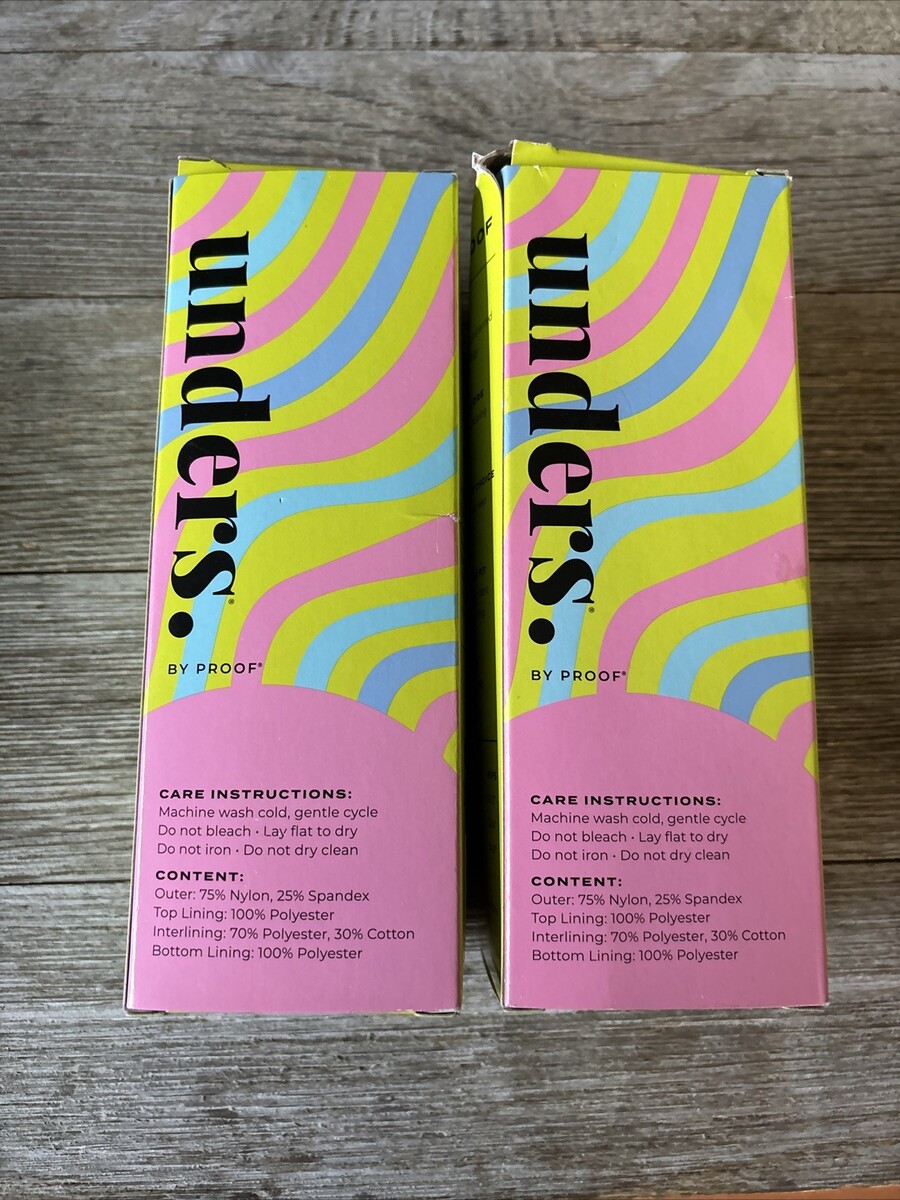 unders.®
BY PROOF®
CARE INSTRUCTIONS:
Machine wash cold, gentle cycle
Do not bleach • Lay flat to dry
Do not iron • Do not dry clean
CONTENT:
Outer: 75% Nylon, 25% Spandex
Top Lining: 100% Polyester
Interlining: 70% Polyester, 30% Cotton
Bottom Lining: 100% Polyester
unders.®
BY PROOF®
CARE INSTRUCTIONS:
Machine wash cold, gentle cycle
Do not bleach • Lay flat to dry
Do not iron • Do not dry clean
CONTENT:
Outer: 75% Nylon, 25% Spandex
Top Lining: 100% Polyester
Interlining: 70% Polyester, 30% Cotton
Bottom Lining: 100% Polyester